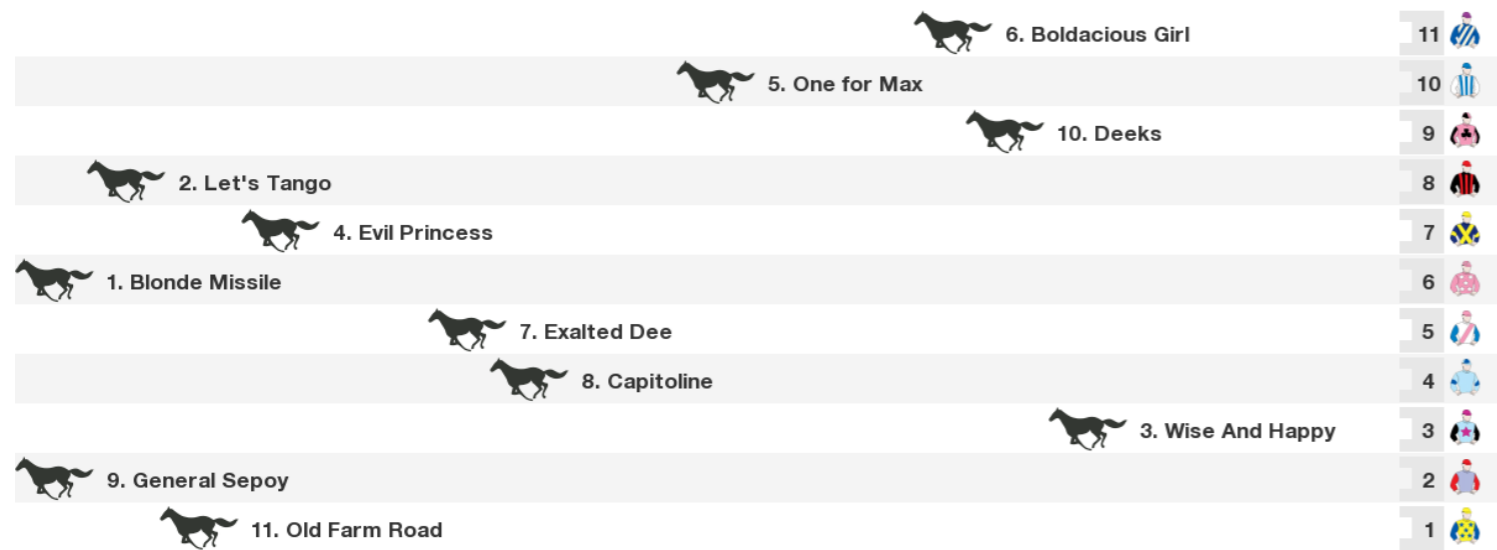 6. Boldacious Girl 11
5. One for Max 10
10. Deeks 9
2. Let's Tango 8
4. Evil Princess 7
1. Blonde Missile 6
7. Exalted Dee 5
8. Capitoline 4
3. Wise And Happy 3
9. General Sepoy 2
11. Old Farm Road 1